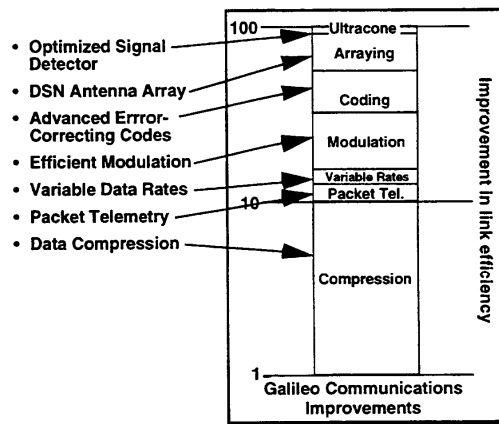 • Optimized Signal
Detector
• DSN Antenna Array
• Advanced Errror-
Correcting Codes
• Efficient Modulation
• Variable Data Rates
• Packet Telemetry
• Data Compression
100
10
1
Ultracone
Arraying
Coding
Modulation
Variable Rates
Packet Tel.
Compression
Improvement in link efficiency
Galileo Communications
Improvements